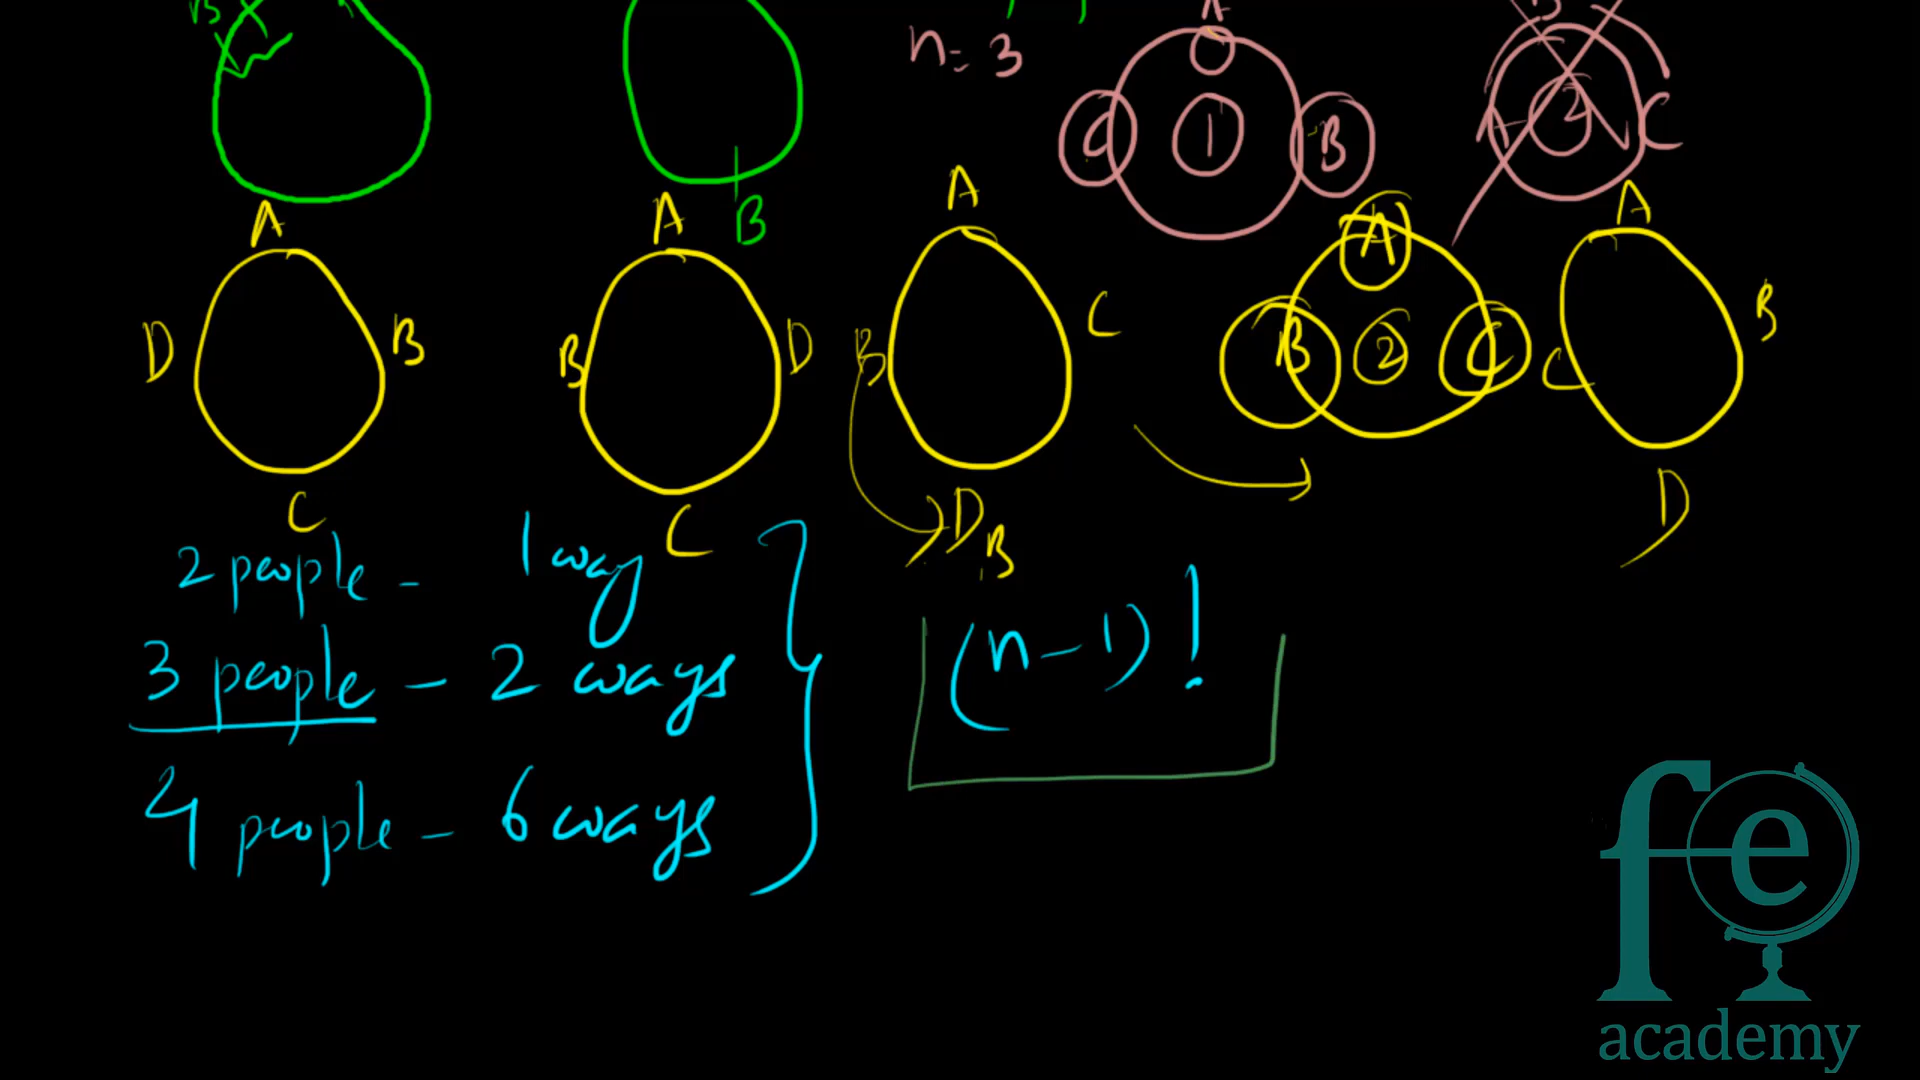 B
n = 3
A
C 1 B
B
A 2 C
B
A
D B
C
A
B D
C
A
B C
D
B
A
B 2 C
A
C B
D
2 people - 1 way
3 people - 2 ways
4 people - 6 ways
(n-1)!
fe
academy